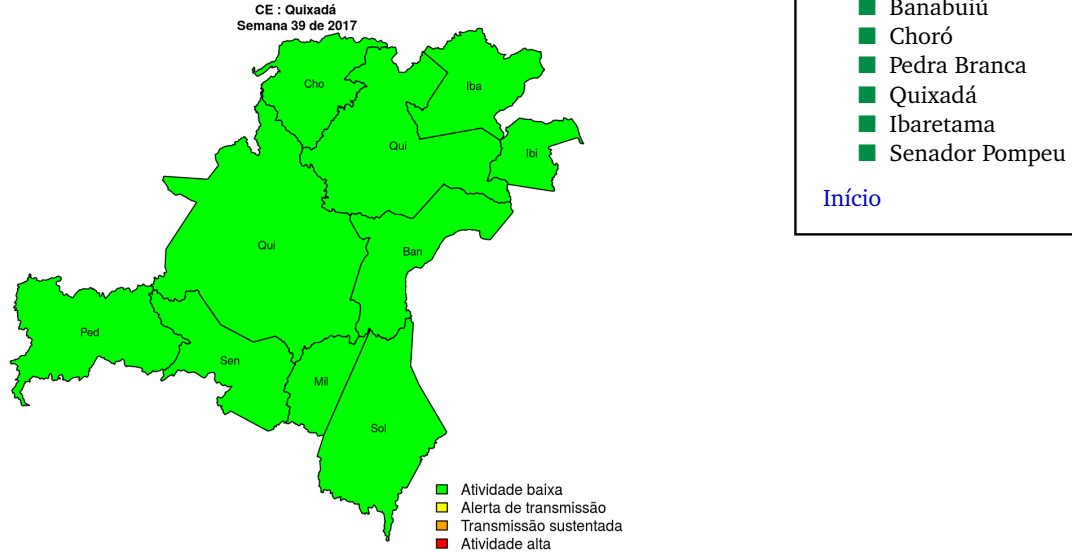 CE : Quixadá
Semana 39 de 2017
Cho
Iba
Qui
Ibi
Qui
Ban
Ped
Sen
Mil
Sol
Atividade baixa
Alerta de transmissão
Transmissão sustentada
Atividade alta
Banabuiú
Choró
Pedra Branca
Quixadá
Ibaretama
Senador Pompeu
Início